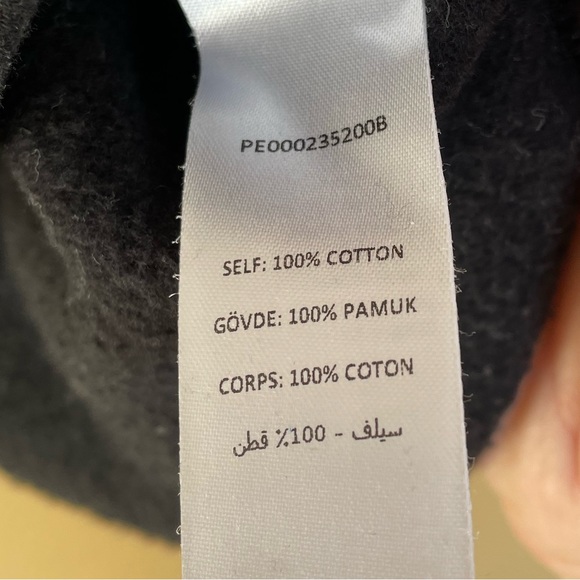 PE000235200B
SELF: 100% COTTON
GÖVDE: 100% PAMUK
CORPS: 100% COTON
سيلف - 100٪ قطن